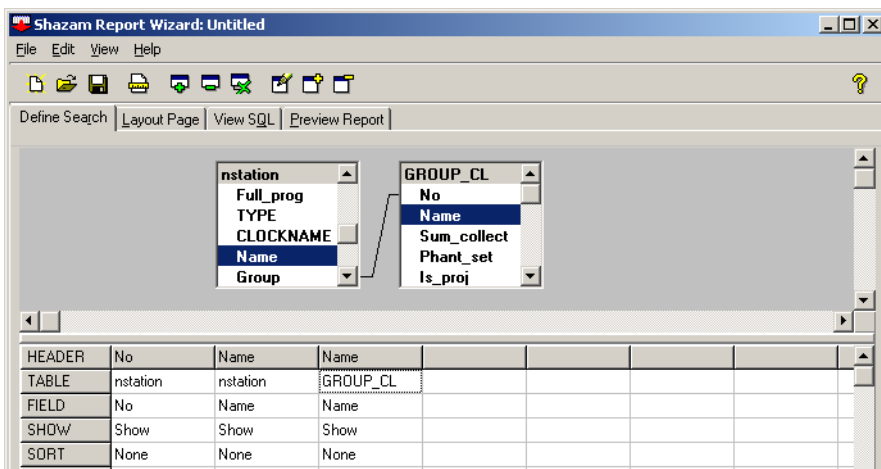 Shazam Report Wizard: Untitled
File Edit View Help
Define Search Layout Page View SQL Preview Report
nstation
Full_prog
TYPE
CLOCKNAME
Name
Group
GROUP_CL
No
Name
Sum_collect
Phant_set
Is_proj
HEADER No Name Name
TABLE nstation nstation GROUP_CL
FIELD No Name Name
SHOW Show Show Show
SORT None None None